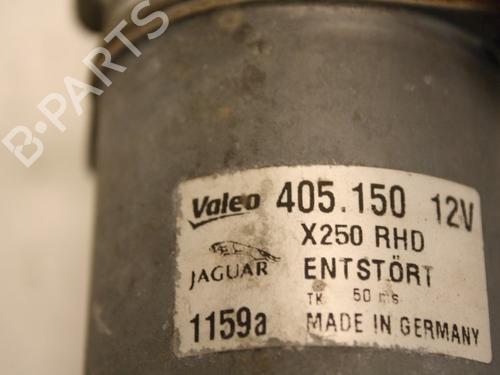 B-PARTS
Valeo 405.150 12V
X250 RHD
JAGUAR ENTSTÖRT
TK 50 ms
1159a MADE IN GERMANY